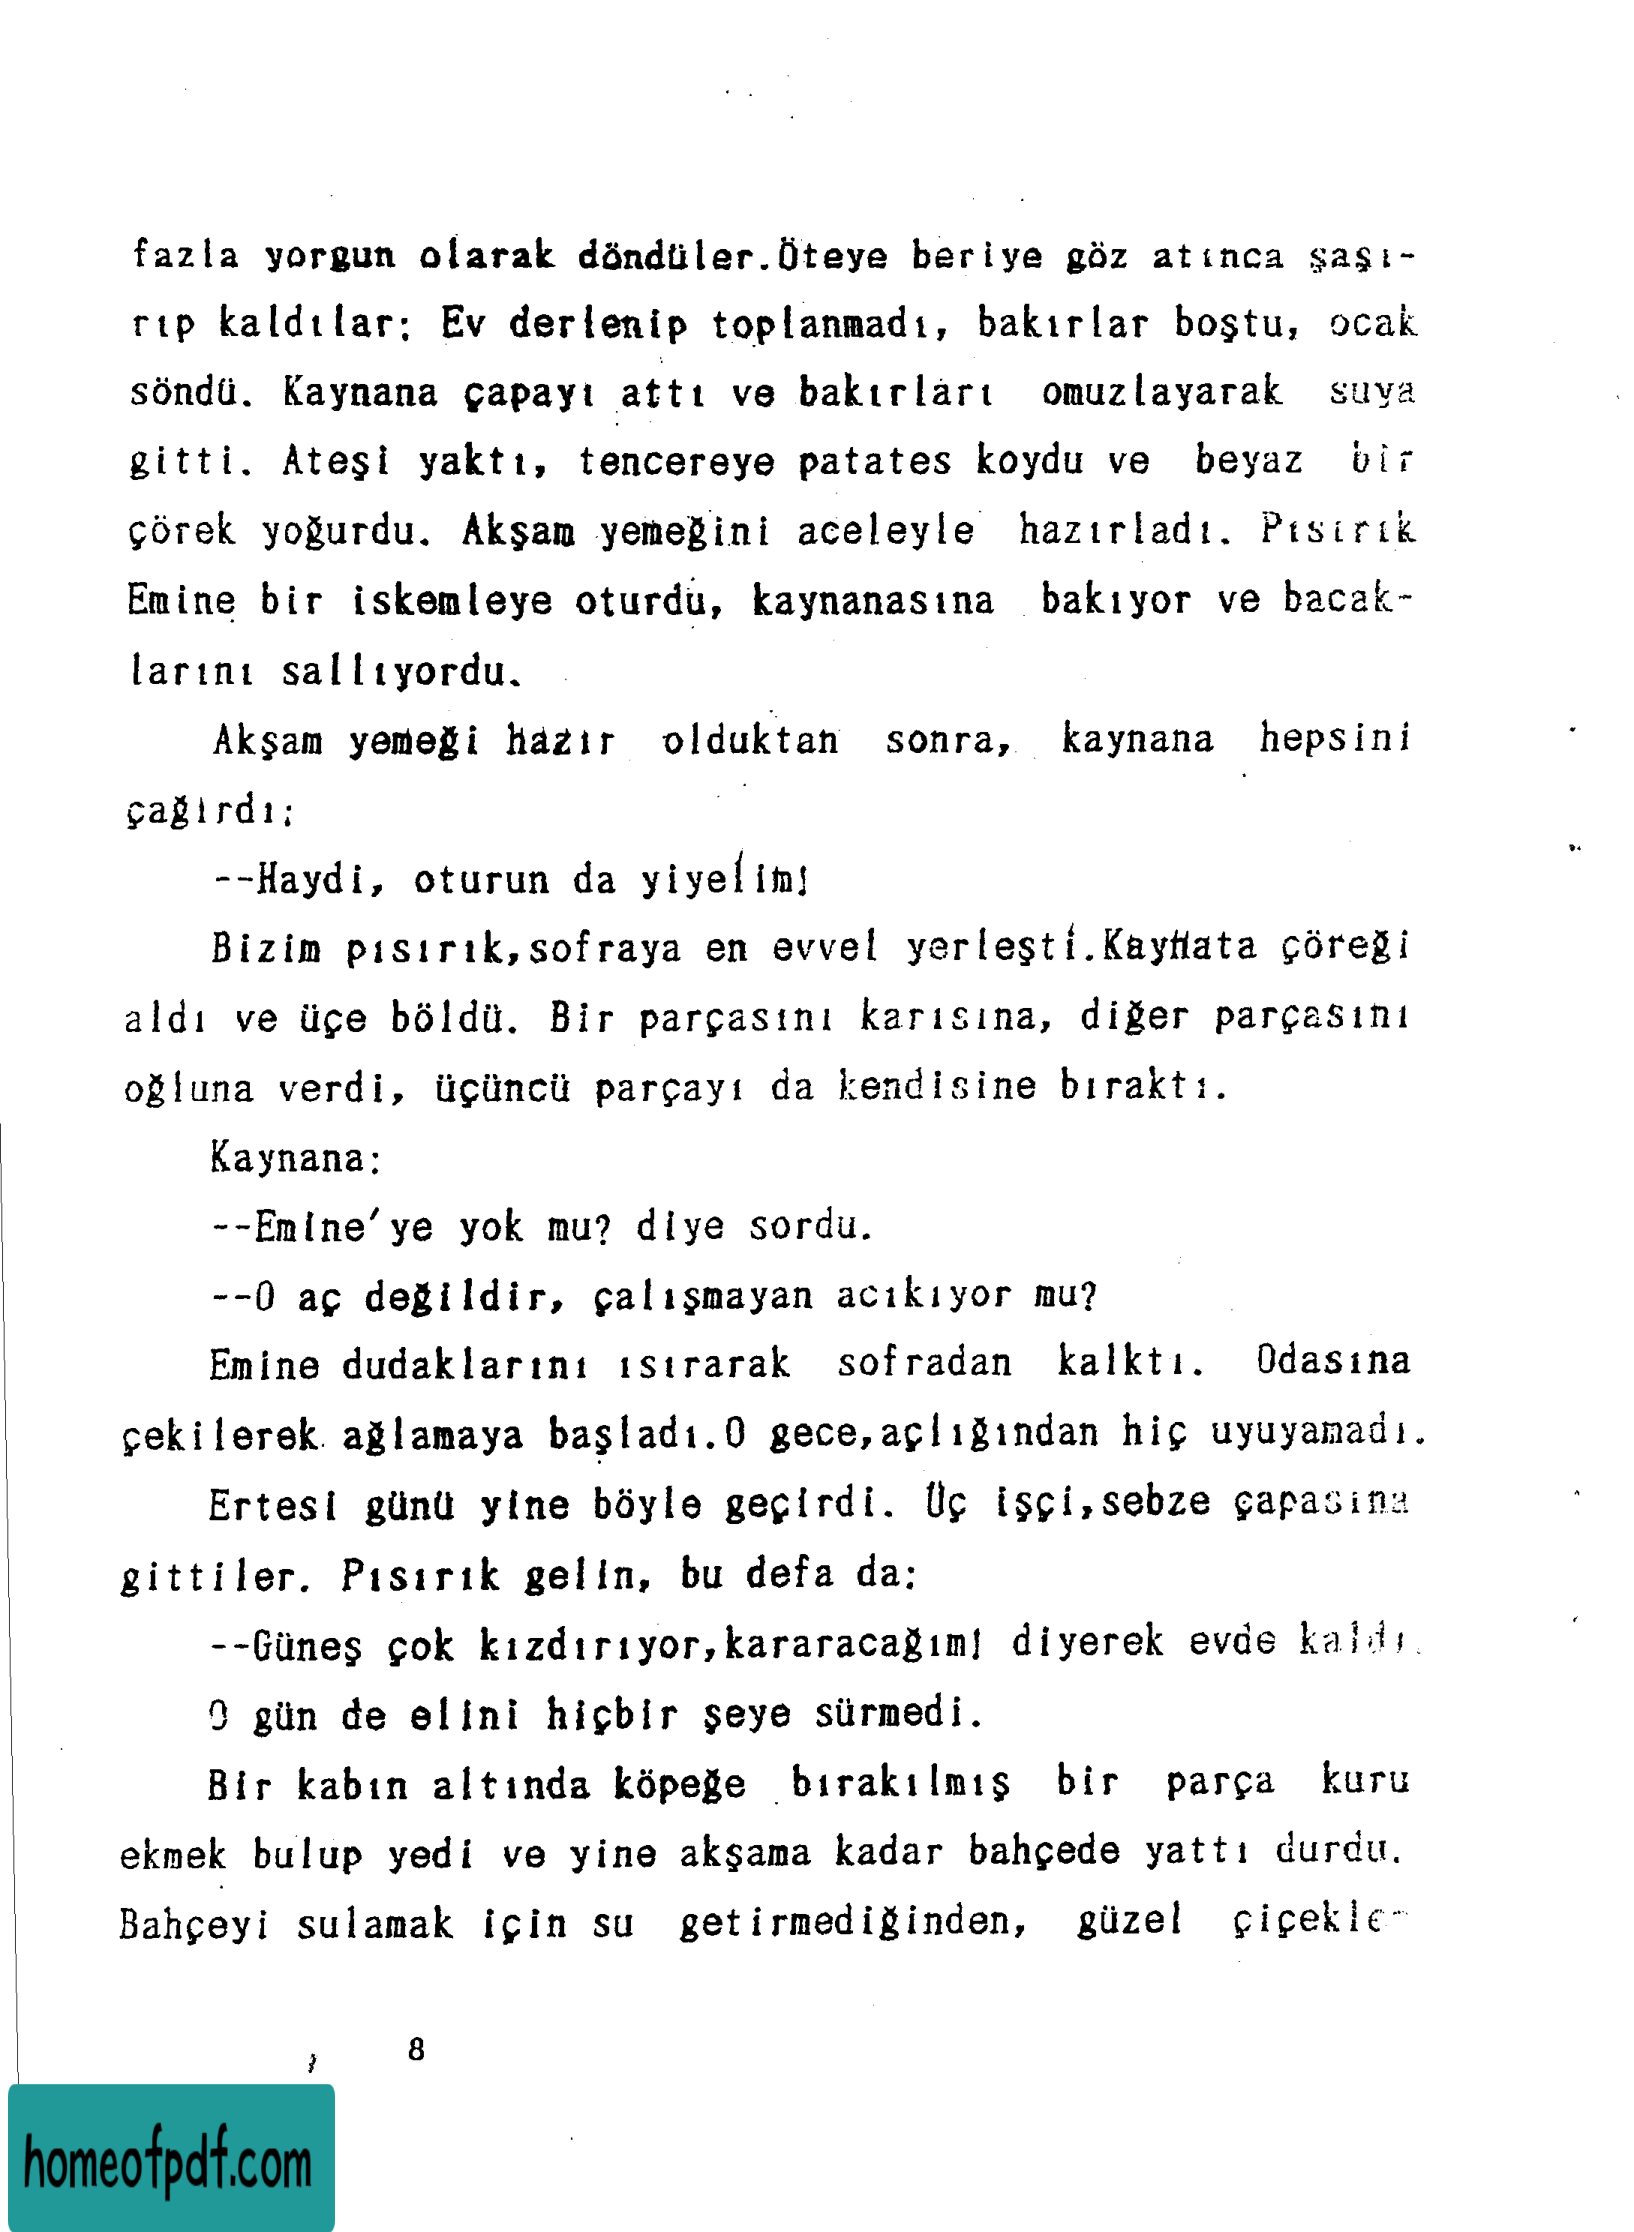 fazla yorgun olarak döndüler.Öteye beriye göz atınca şaşı-
rıp kaldılar: Ev derlenip toplanmadı, bakırlar boştu, ocak
söndü. Kaynana çapayı attı ve bakırları omuzlayarak suya
gitti. Ateşi yaktı, tencereye patates koydu ve beyaz bir
çörek yoğurdu. Akşam yemeğini aceleyle hazırladı. Pısırık
Emine bir iskemleye oturdu, kaynanasına bakıyor ve bacak-
larını sallıyordu.
Akşam yemeği hazır olduktan sonra, kaynana hepsini
çağırdı:
--Haydi, oturun da yiyelim!
Bizim pısırık,sofraya en evvel yerleşti.Kaynata çöreği
aldı ve üçe böldü. Bir parçasını karısına, diğer parçasını
oğluna verdi, üçüncü parçayı da kendisine bıraktı.
Kaynana:
--Emine'ye yok mu? diye sordu.
--O aç değildir, çalışmayan acıkıyor mu?
Emine dudaklarını ısırarak sofradan kalktı. Odasına
çekilerek ağlamaya başladı.O gece,açlığından hiç uyuyamadı.
Ertesi günü yine böyle geçirdi. Üç işçi,sebze çapasına
gittiler. Pısırık gelin, bu defa da:
--Güneş çok kızdırıyor,kararacağım! diyerek evde kaldı.
O gün de elini hiçbir şeye sürmedi.
Bir kabın altında köpeğe bırakılmış bir parça kuru
ekmek bulup yedi ve yine akşama kadar bahçede yattı durdu.
Bahçeyi sulamak için su getirmediğinden, güzel çiçekle-
8
homeofpdf.com